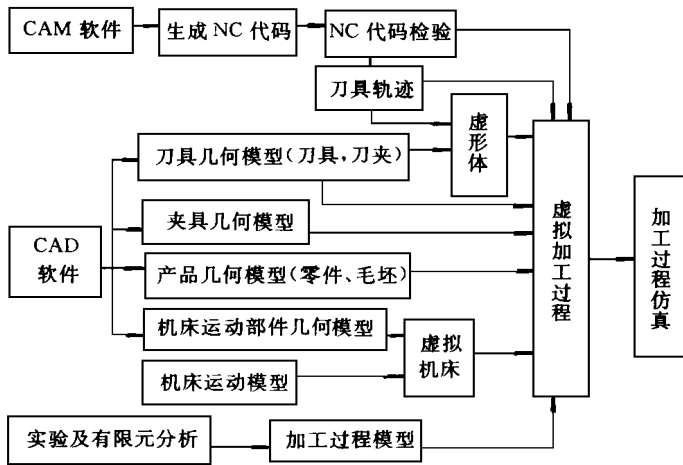 CAM 软件
生成 NC 代码
NC 代码检验
刀具轨迹
虚形体
刀具几何模型(刀具,刀夹)
夹具几何模型
CAD
软件
产品几何模型(零件、毛坯)
机床运动部件几何模型
虚拟
机床
机床运动模型
虚拟加工过程
加工过程仿真
实验及有限元分析
加工过程模型